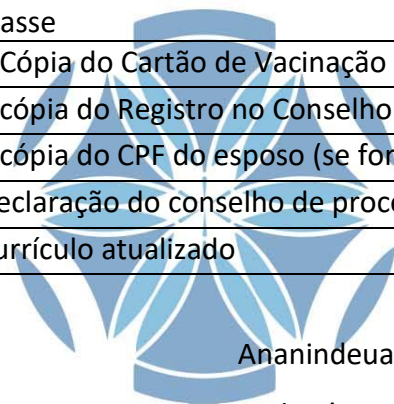 asse
Cópia do Cartão de Vacinação
cópia do Registro no Conselho
cópia do CPF do esposo (se for
eclaração do conselho de proc
urrículo atualizado
Ananindeua